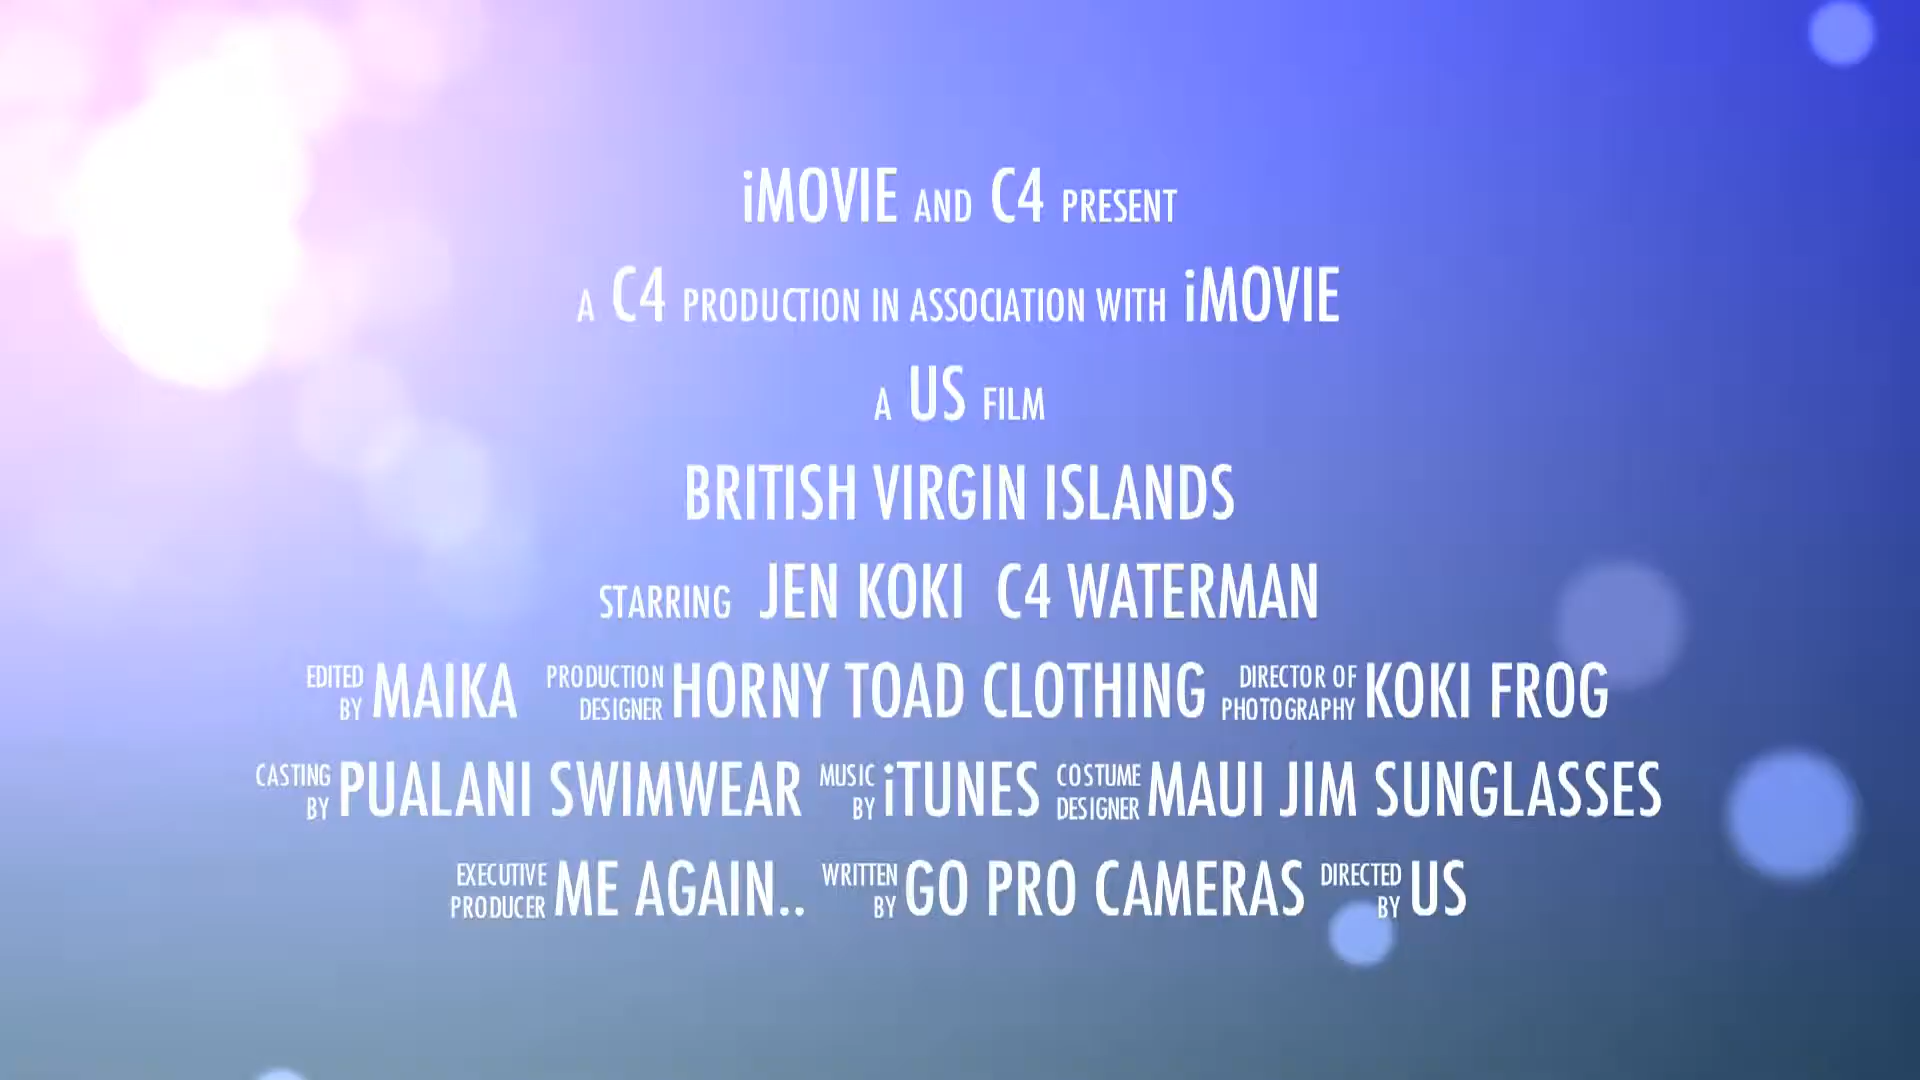 iMOVIE AND C4 PRESENT
A C4 PRODUCTION IN ASSOCIATION WITH iMOVIE
A US FILM
BRITISH VIRGIN ISLANDS
STARRING JEN KOKI C4 WATERMAN
EDITED BY MAIKA PRODUCTION DESIGNER HORNY TOAD CLOTHING DIRECTOR OF PHOTOGRAPHY KOKI FROG
CASTING BY PUALANI SWIMWEAR MUSIC BY iTUNES COSTUME DESIGNER MAUI JIM SUNGLASSES
EXECUTIVE PRODUCER ME AGAIN.. WRITTEN BY GO PRO CAMERAS DIRECTED BY US